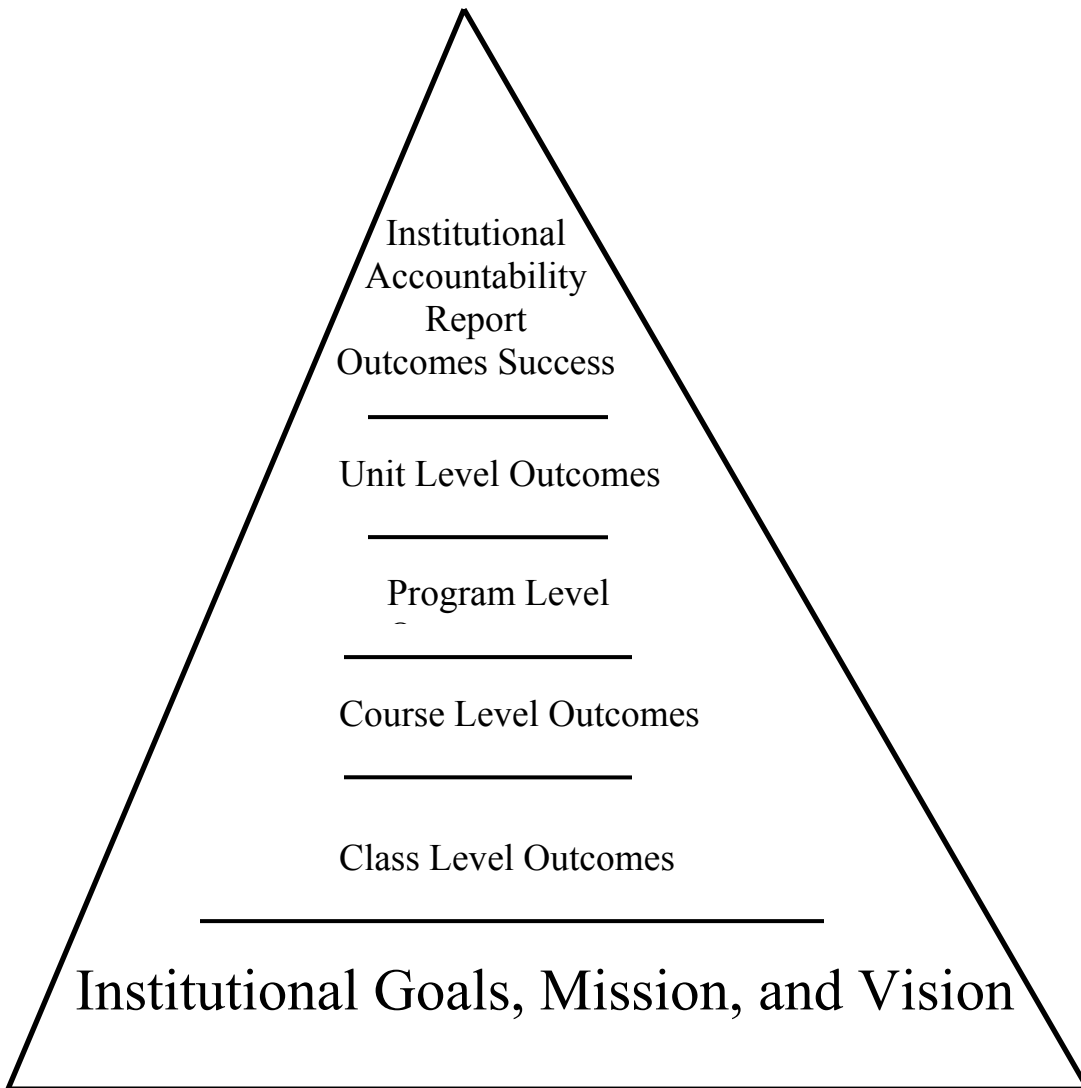 Institutional
Accountability
Report
Outcomes Success
Unit Level Outcomes
Program Level
Course Level Outcomes
Class Level Outcomes
Institutional Goals, Mission, and Vision